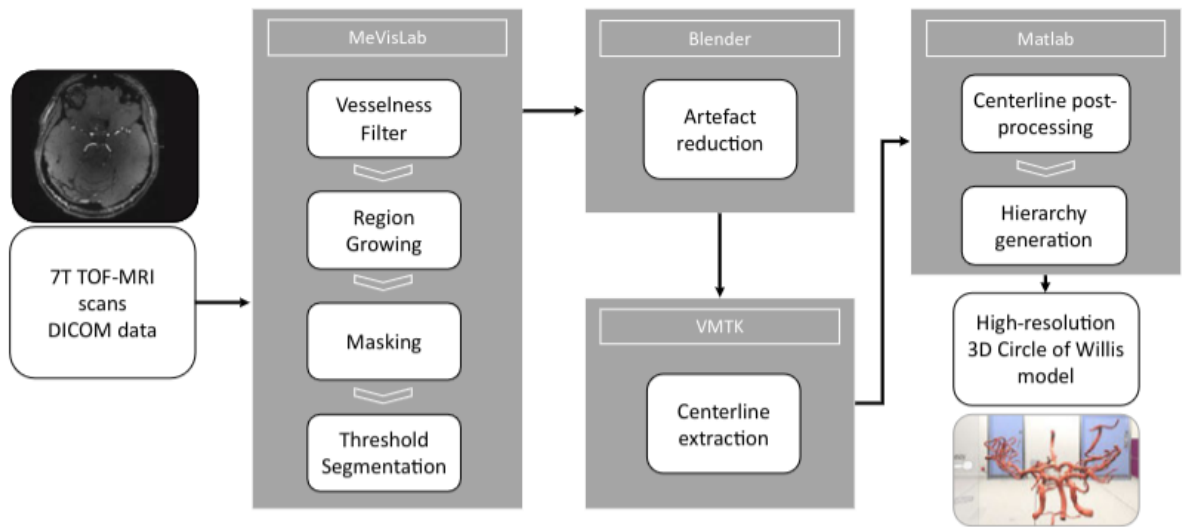 7T TOF-MRI
scans
DICOM data
MeVisLab
Vesselness
Filter
Region
Growing
Masking
Threshold
Segmentation
Blender
Artefact
reduction
VMTK
Centerline
extraction
Matlab
Centerline post-
processing
Hierarchy
generation
High-resolution
3D Circle of Willis
model